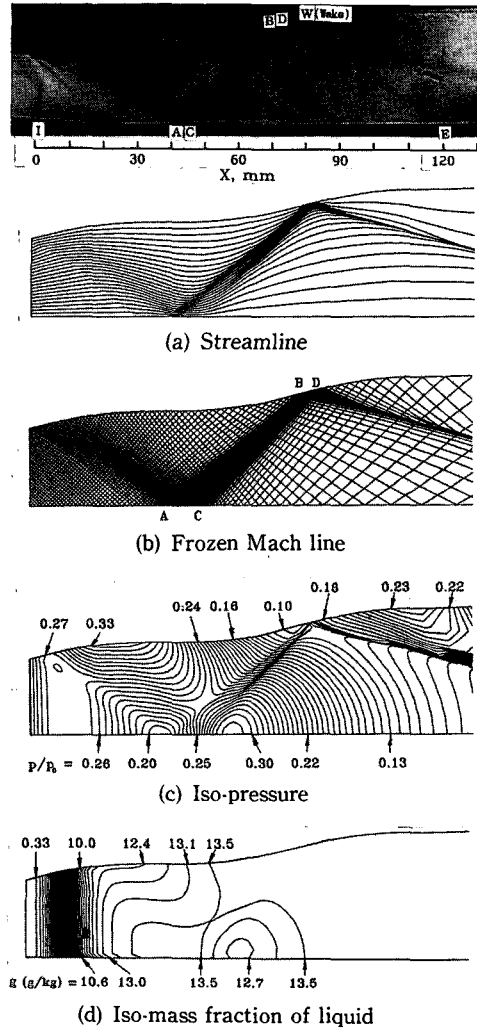 B D W(Wake)
I A C E
0 40 60 90 120
X, mm
(a) Streamline
B D
A C
(b) Frozen Mach line
0.27 0.33 0.24 0.16 0.10 0.18 0.23 0.22
p/p₀ = 0.26 0.20 0.25 0.30 0.22 0.13
(c) Iso-pressure
0.33 10.0 12.4 13.1 13.5
g (g/kg) = 10.6 13.0 13.5 12.7 13.5
(d) Iso-mass fraction of liquid